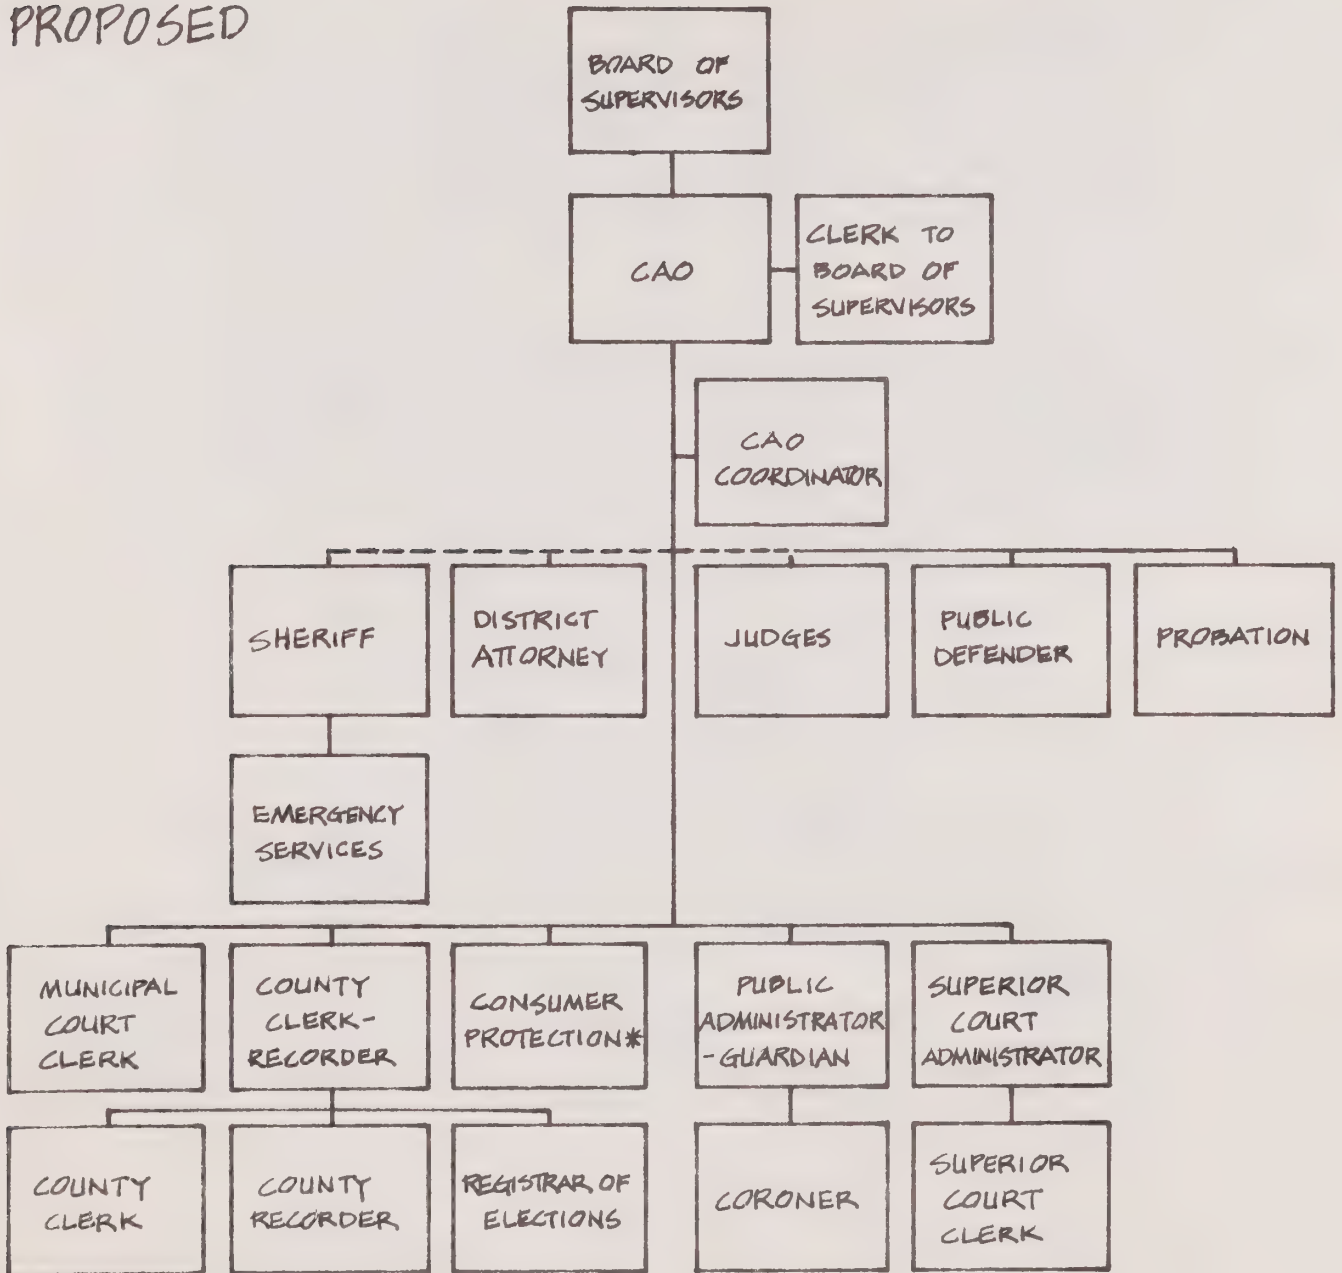 PROPOSED
BOARD OF
SUPERVISORS
CAO
CLERK TO
BOARD OF
SUPERVISORS
CAO
COORDINATOR
SHERIFF
DISTRICT
ATTORNEY
JUDGES
PUBLIC
DEFENDER
PROBATION
EMERGENCY
SERVICES
MUNICIPAL
COURT
CLERK
COUNTY
CLERK-
RECORDER
CONSUMER
PROTECTION*
PUBLIC
ADMINISTRATOR
-GUARDIAN
SUPERIOR
COURT
ADMINISTRATOR
COUNTY
CLERK
COUNTY
RECORDER
REGISTRAR OF
ELECTIONS
CORONER
SUPERIOR
COURT
CLERK